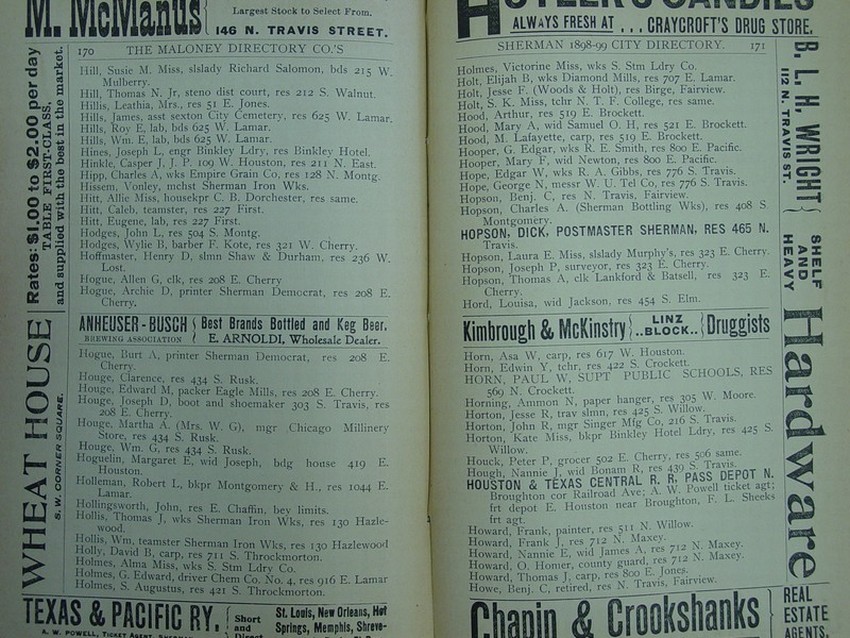 M. McManus
Largest Stock to Select From.
146 N. TRAVIS STREET.
170 THE MALONEY DIRECTORY CO.'S
Hill, Susie M. Miss, slslady Richard Salomon, bds 215 W.
Mulberry.
Hill, Thomas N. Jr, steno dist court, res 212 S. Walnut.
Hillis, Leathia, Mrs., res 51 E. Jones.
Hills, James, asst sexton City Cemetery, res 625 W. Lamar.
Hills, Roy E, lab, bds 625 W. Lamar.
Hills, Wm. E, lab, bds 625 W. Lamar.
Hines, Joseph L, engr Binkley Ldry, res Binkley Hotel.
Hinkle, Casper J, J. P. 109 W. Houston, res 211 N. East.
Hipp, Charles A, wks Empire Grain Co, res 128 N. Montg.
Hissem, Vonley, mchst Sherman Iron Wks.
Hitt, Allie Miss, housekpr C. B. Dorchester, res same.
Hitt, Caleb, teamster, res 227 First.
Hitt, Eugene, lab, res 227 First.
Hodges, John L, res 504 S. Montg.
Hodges, Wylie B, barber F. Kote, res 321 W. Cherry.
Hoffmaster, Henry D, slmn Shaw & Durham, res 236 W.
Lost.
Hogue, Allen G, clk, res 208 E. Cherry
Hogue, Archie D, printer Sherman Democrat, res 208 E.
Cherry.
ANHEUSER-BUSCH
BREWING ASSOCIATION
Best Brands Bottled and Keg Beer.
E. ARNOLDI, Wholesale Dealer.
Hogue, Burt A, printer Sherman Democrat, res 208 E.
Cherry.
Houge, Clarence, res 434 S. Rusk.
Houge, Edward M, packer Eagle Mills, res 208 E. Cherry.
Houge, Joseph D, boot and shoemaker 303 S. Travis, res
208 E. Cherry.
Houge, Martha A (Mrs. W. G), mgr Chicago Millinery
Store, res 434 S. Rusk.
Houge, Wm. G, res 434 S. Rusk.
Hoguelin, Margaret E, wid Joseph, bdg house 419 E.
Houston.
Holleman, Robert L, bkpr Montgomery & H., res 1044 E.
Lamar.
Hollingsworth, John, res E. Chaffin, bey limits.
Hollis, Thomas J, wks Sherman Iron Wks, res 130 Hazle-
wood.
Hollis, Wm, teamster Sherman Iron Wks, res 130 Hazlewood
Holly, David B, carp, res 711 S. Throckmorton.
Holmes, Alma Miss, wks S. Stm Ldry Co.
Holmes, G. Edward, driver Chem Co. No. 4, res 916 E. Lamar
Holmes, S. Augustus, res 421 S. Throckmorton.
TEXAS & PACIFIC RY.
A. W. POWELL, TICKET AGENT,
Short
and
Direct
St. Louis, New Orleans, Hot
Springs, Memphis, Shreve-
Rates: $1.00 to $2.00 per day
TABLE FIRST-CLASS,
and supplied with the best in the market.
WHEAT HOUSE
S. W. CORNER SQUARE.
HUYLER'S CANDIES
ALWAYS FRESH AT ... CRAYCROFT'S DRUG STORE.
SHERMAN 1898-99 CITY DIRECTORY. 171
Holmes, Victorine Miss, wks S. Stm Ldry Co.
Holt, Elijah B, wks Diamond Mills, res 707 E. Lamar.
Holt, Jesse F. (Woods & Holt), res Birge, Fairview.
Holt, S. K. Miss, tchr N. T. F. College, res same.
Hood, Arthur, res 519 E. Brockett.
Hood, Mary A, wid Samuel O. H, res 521 E. Brockett.
Hood, M. Lafayette, carp, res 519 E. Brockett.
Hooper, G. Edgar, wks R. E. Smith, res 800 E. Pacific.
Hooper, Mary F, wid Newton, res 800 E. Pacific.
Hope, Edgar W, wks R. A. Gibbs, res 776 S. Travis.
Hope, George N, messr W. U. Tel Co, res 776 S. Travis.
Hopson, Benj. C, res N. Travis, Fairview.
Hopson, Charles A. (Sherman Bottling Wks), res 408 S.
Montgomery.
HOPSON, DICK, POSTMASTER SHERMAN, RES 465 N.
Travis.
Hopson, Laura E. Miss, slslady Murphy's, res 323 E. Cherry.
Hopson, Joseph P, surveyor, res 323 E. Cherry.
Hopson, Thomas A, clk Lankford & Batsell, res 323 E.
Cherry.
Hord, Louisa, wid Jackson, res 454 S. Elm.
Kimbrough & McKinstry
LINZ
..BLOCK..
Druggists
Horn, Asa W, carp, res 617 W. Houston.
Horn, Edwin Y, tchr, res 422 S. Crockett.
HORN, PAUL W, SUPT PUBLIC SCHOOLS, RES
569 N. Crockett.
Horning, Ammon N, paper hanger, res 305 W. Moore.
Horton, Jesse R, trav slmn, res 425 S. Willow.
Horton, John R, mgr Singer Mfg Co, 216 S. Travis.
Horton, Kate Miss, bkpr Binkley Hotel Ldry, res 425 S.
Willow.
Houck, Peter P, grocer 502 E. Cherry, res 506 same.
Hough, Nannie J, wid Bonam R, res 439 S. Travis.
HOUSTON & TEXAS CENTRAL R. R. PASS DEPOT N.
Broughton cor Railroad Ave; A. W. Powell ticket agt;
frt depot E. Houston near Broughton, F. L. Sheeks
frt agt.
Howard, Frank, painter, res 511 N. Willow.
Howard, Frank J, res 712 N. Maxey.
Howard, Nannie E, wid James A, res 712 N. Maxey.
Howard, O. Homer, county guard, res 712 N. Maxey.
Howard, Thomas J, carp, res 800 E. Jones.
Howe, Benj. C, retired, res N. Travis, Fairview.
Chapin & Crookshanks
REAL
ESTATE
AGENTS.
B. L. H. WRIGHT
112 N. TRAVIS ST.
SHELF
AND
HEAVY
Hardware